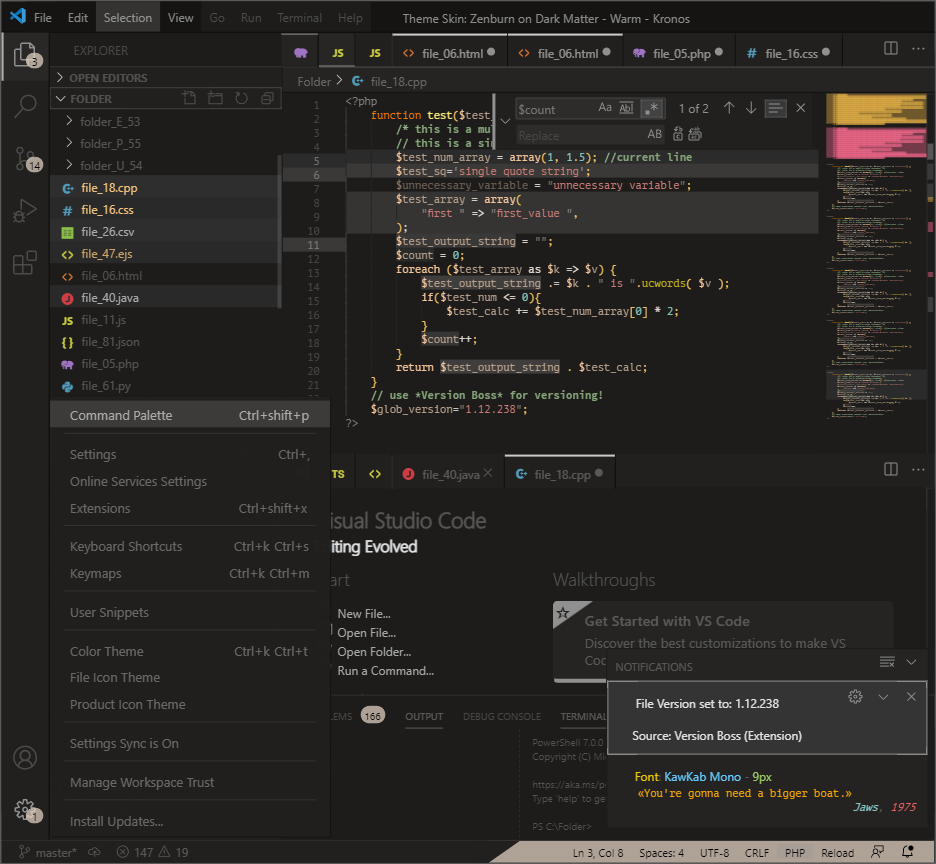 File Edit Selection View Go Run Terminal Help Theme Skin: Zenburn on Dark Matter - Warm - Kronos
3
EXPLORER
JS JS file_06.html file_06.html file_05.php file_16.css
OPEN EDITORS
FOLDER
Folder > file_18.cpp
folder_E_53
folder_P_55
folder_U_54
file_18.cpp
file_16.css
file_26.csv
file_47.ejs
file_06.html
file_40.java
JS file_11.js
file_81.json
file_05.php
file_61.py
14
$count Aa Abl .* 1 of 2
Replace AB
1 <?php
2 function test($test_
3 /* this is a mu
4 // this is a si
5 $test_num_array = array(1, 1.5); //current line
6 $test_sq='single quote string';
7 $unnecessary_variable = "unnecessary variable";
8 $test_array = array(
9 "first " => "first_value ",
10 );
11 $test_output_string = "";
12 $count = 0;
13 foreach ($test_array as $k => $v) {
14 $test_output_string .= $k . " is ".ucwords( $v );
15 if($test_num <= 0){
16 $test_calc += $test_num_array[0] * 2;
17 }
18 $count++;
19 }
20 return $test_output_string . $test_calc;
21 }
// use *Version Boss* for versioning!
$glob_version="1.12.238";
?>
Command Palette Ctrl+shift+p
Settings Ctrl+,
Online Services Settings
Extensions Ctrl+shift+x
Keyboard Shortcuts Ctrl+k Ctrl+s
Keymaps Ctrl+k Ctrl+m
User Snippets
Color Theme Ctrl+k Ctrl+t
File Icon Theme
Product Icon Theme
Settings Sync is On
Manage Workspace Trust
Install Updates...
TS file_40.java file_18.cpp
isual Studio Code
iting Evolved
art
New File...
Open File...
Open Folder...
Run a Command...
Walkthroughs
Get Started with VS Code
Discover the best customizations to make VS
Coc
LEMS 166 OUTPUT DEBUG CONSOLE TERMINAL
PowerShell 7.0.0
Copyright (C) Mic
https://aka.ms/p
Type 'help' to ge
PS C:\Folder>
NOTIFICATIONS
File Version set to: 1.12.238
Source: Version Boss (Extension)
Font: KawKab Mono - 9px
«You're gonna need a bigger boat.»
Jaws, 1975
1
master* 147 19 Ln 3, Col 8 Spaces: 4 UTF-8 CRLF PHP Reload